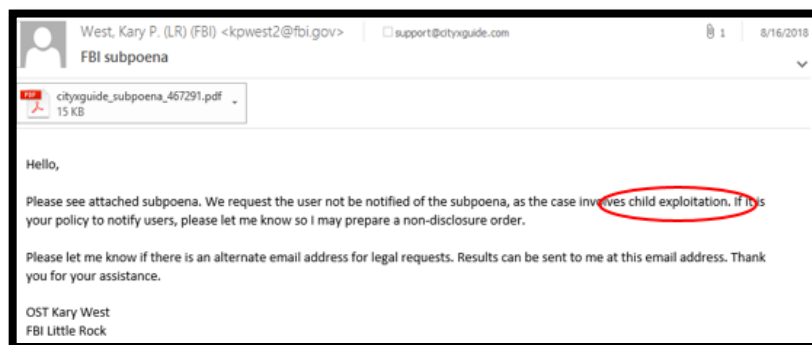 West, Kary P. (LR) (FBI) <kpwest2@fbi.gov> support@cityxguide.com 1 8/16/2018
FBI subpoena
PDF cityxguide_subpoena_467291.pdf
15 KB
Hello,
Please see attached subpoena. We request the user not be notified of the subpoena, as the case involves child exploitation. If it is
your policy to notify users, please let me know so I may prepare a non-disclosure order.
Please let me know if there is an alternate email address for legal requests. Results can be sent to me at this email address. Thank
you for your assistance.
OST Kary West
FBI Little Rock